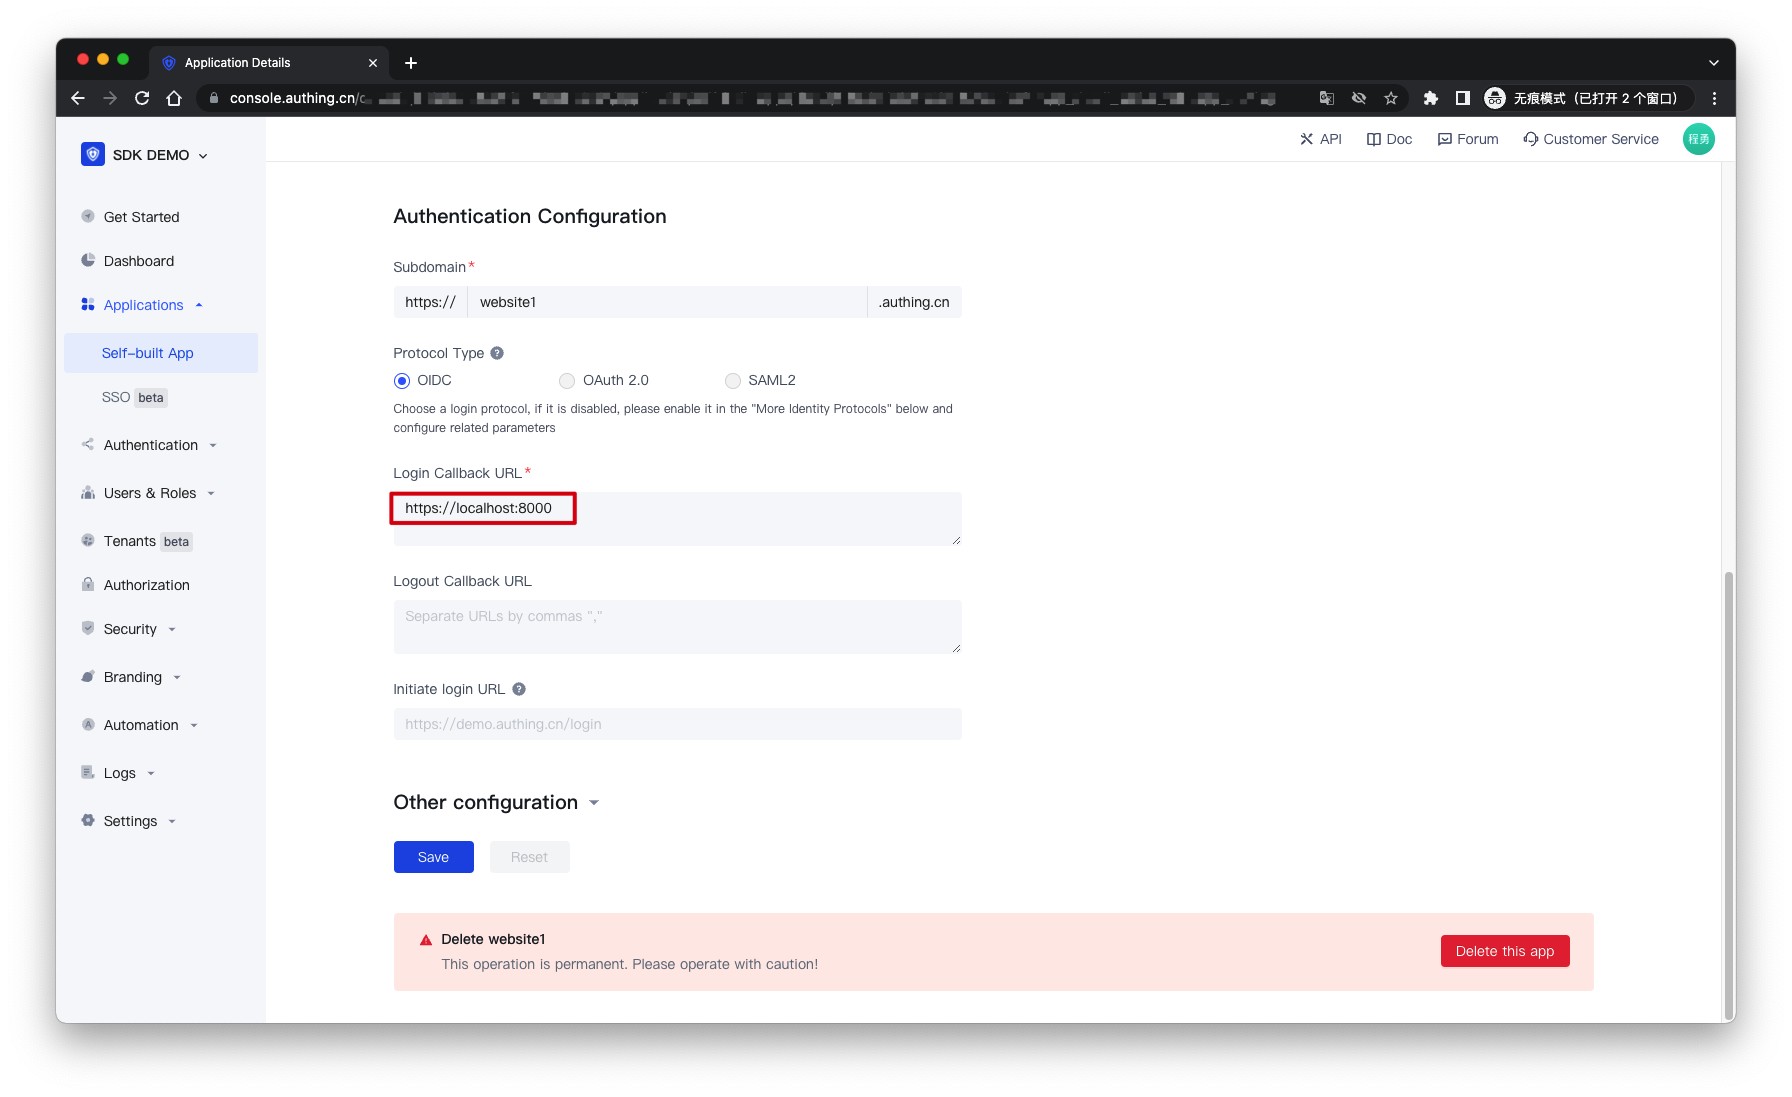 Application Details
console.authing.cn/
无痕模式（已打开 2 个窗口）
SDK DEMO
API
Doc
Forum
Customer Service
程勇
Get Started
Dashboard
Applications
Self-built App
SSO beta
Authentication
Users & Roles
Tenants beta
Authorization
Security
Branding
Automation
Logs
Settings
Authentication Configuration
Subdomain*
https:// website1 .authing.cn
Protocol Type ?
OIDC OAuth 2.0 SAML2
Choose a login protocol, if it is disabled, please enable it in the "More Identity Protocols" below and
configure related parameters
Login Callback URL*
https://localhost:8000
Logout Callback URL
Separate URLs by commas ","
Initiate login URL ?
https://demo.authing.cn/login
Other configuration
Save Reset
Delete website1
This operation is permanent. Please operate with caution!
Delete this app